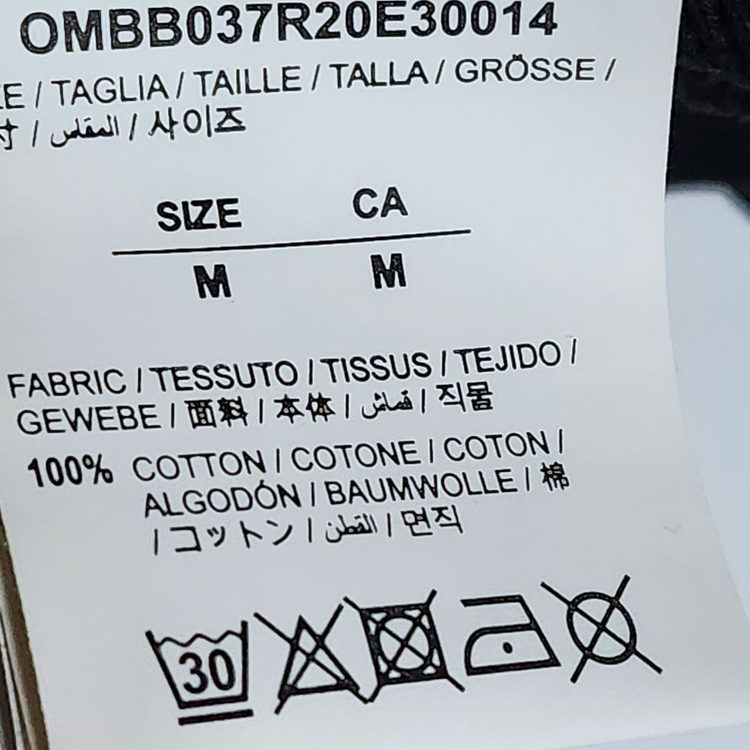 OMBB037R20E30014
ZE / TAGLIA / TAILLE / TALLA / GRÖSSE /
寸 / المقاس / 사이즈
SIZE CA
M M
FABRIC / TESSUTO / TISSUS / TEJIDO /
GEWEBE / 面料 / 本体 / قماش / 직물
100% COTTON / COTONE / COTON /
ALGODÓN / BAUMWOLLE / 棉
/ コットン / القطن / 면직
30